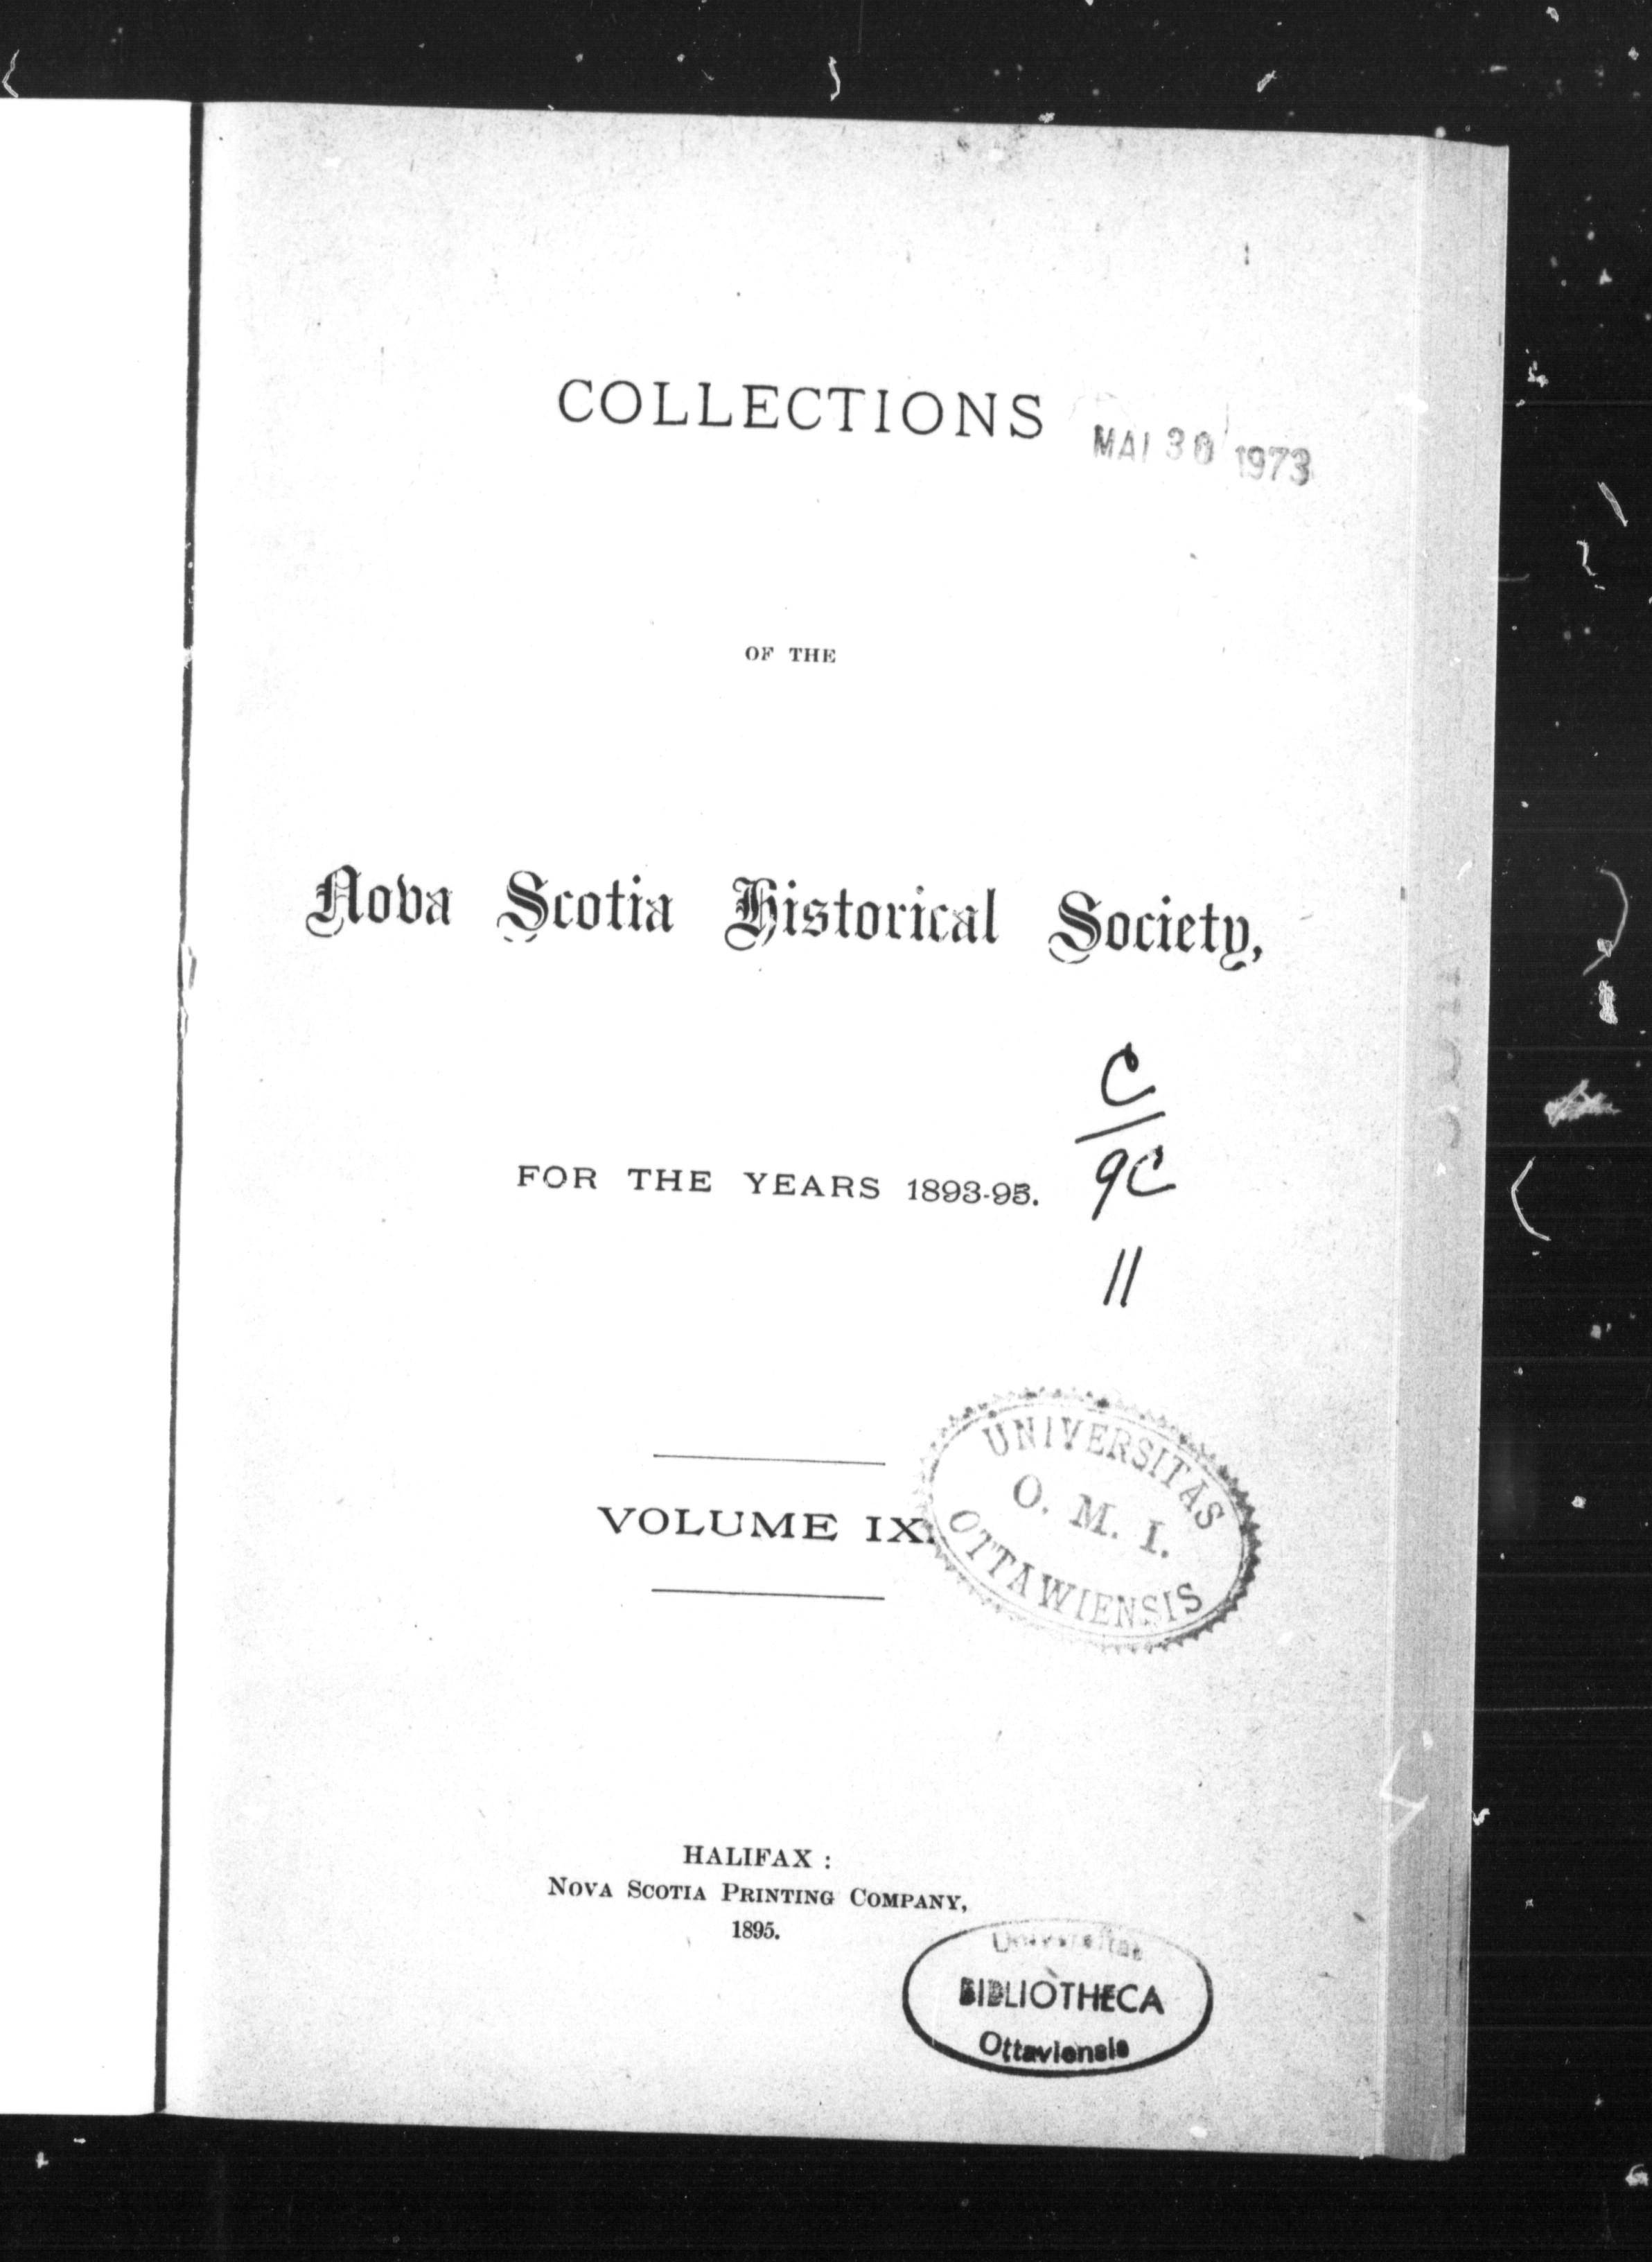 COLLECTIONS
MAI 30 1973
OF THE
Nova Scotia Historical Society,
C
9C
11
FOR THE YEARS 1893-95.
VOLUME IX.
UNIVERSITAS
O. M. I.
OTTAWIENSIS
HALIFAX :
NOVA SCOTIA PRINTING COMPANY,
1895.
Universitas
BIBLIOTHECA
Ottaviensis